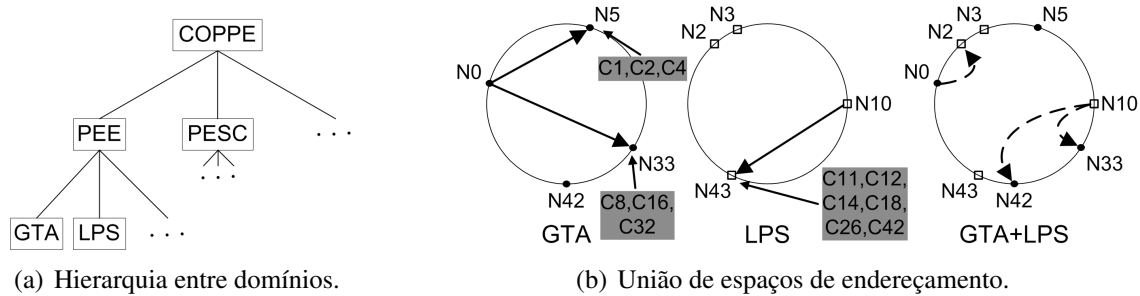 COPPE
PEE
PESC
. . .
. . .
GTA
LPS
. . .
(a) Hierarquia entre domínios.
N5
N0
C1,C2,C4
N33
N42
C8,C16,
C32
GTA
N3
N2
N10
N43
C11,C12,
C14,C18,
C26,C42
LPS
N3
N5
N2
N0
N10
N33
N43
N42
GTA+LPS
(b) União de espaços de endereçamento.